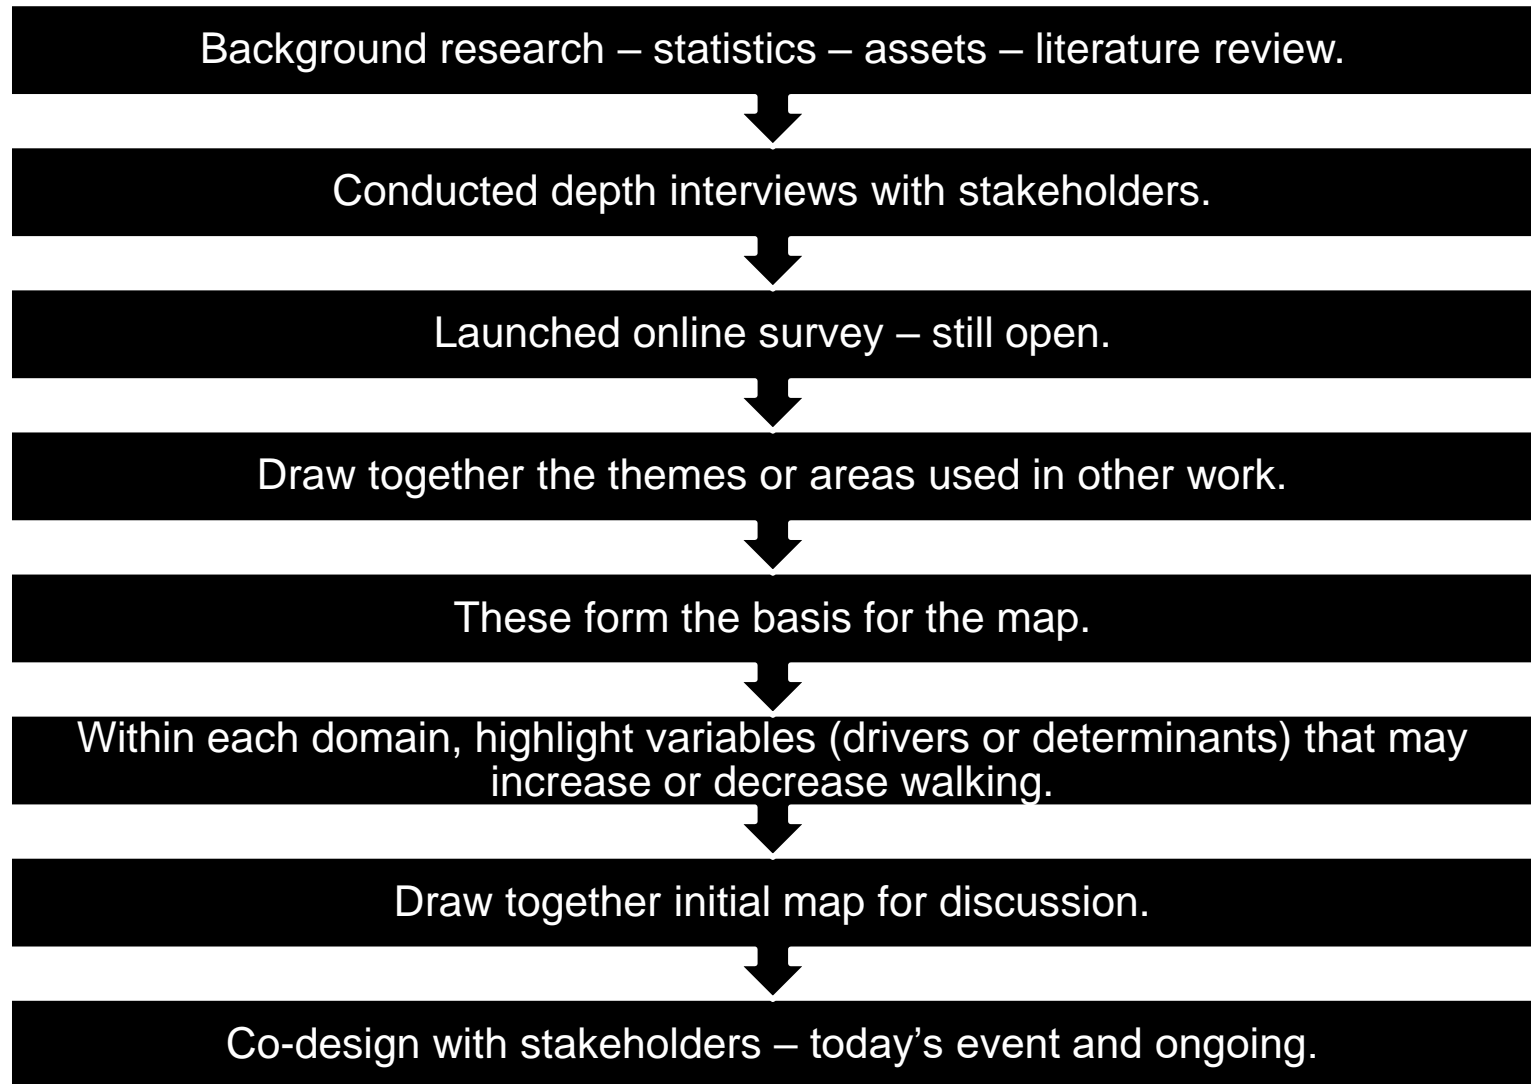 Background research – statistics – assets – literature review.
Conducted depth interviews with stakeholders.
Launched online survey – still open.
Draw together the themes or areas used in other work.
These form the basis for the map.
Within each domain, highlight variables (drivers or determinants) that may
increase or decrease walking.
Draw together initial map for discussion.
Co-design with stakeholders – today’s event and ongoing.